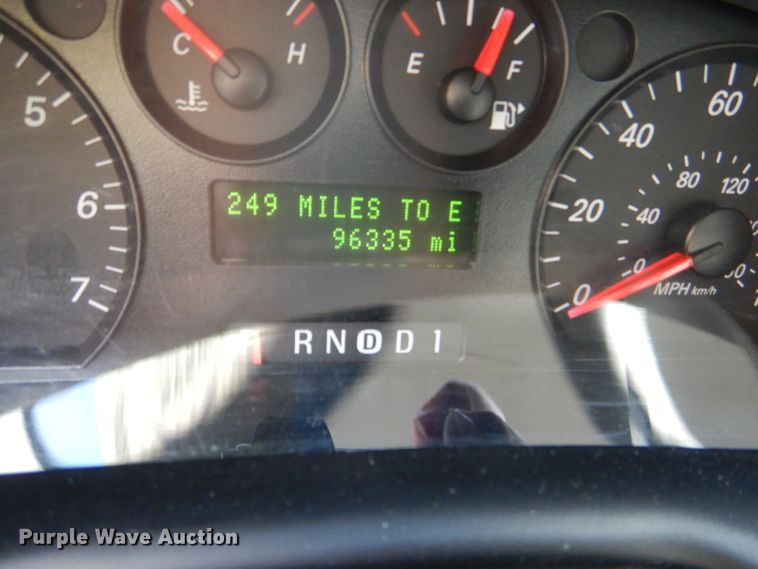 C H
E F
5
6
7
249 MILES TO E
96335 mi
0 20 40 60
0 40 80 120
MPH km/h
R N D D 1
Purple Wave Auction